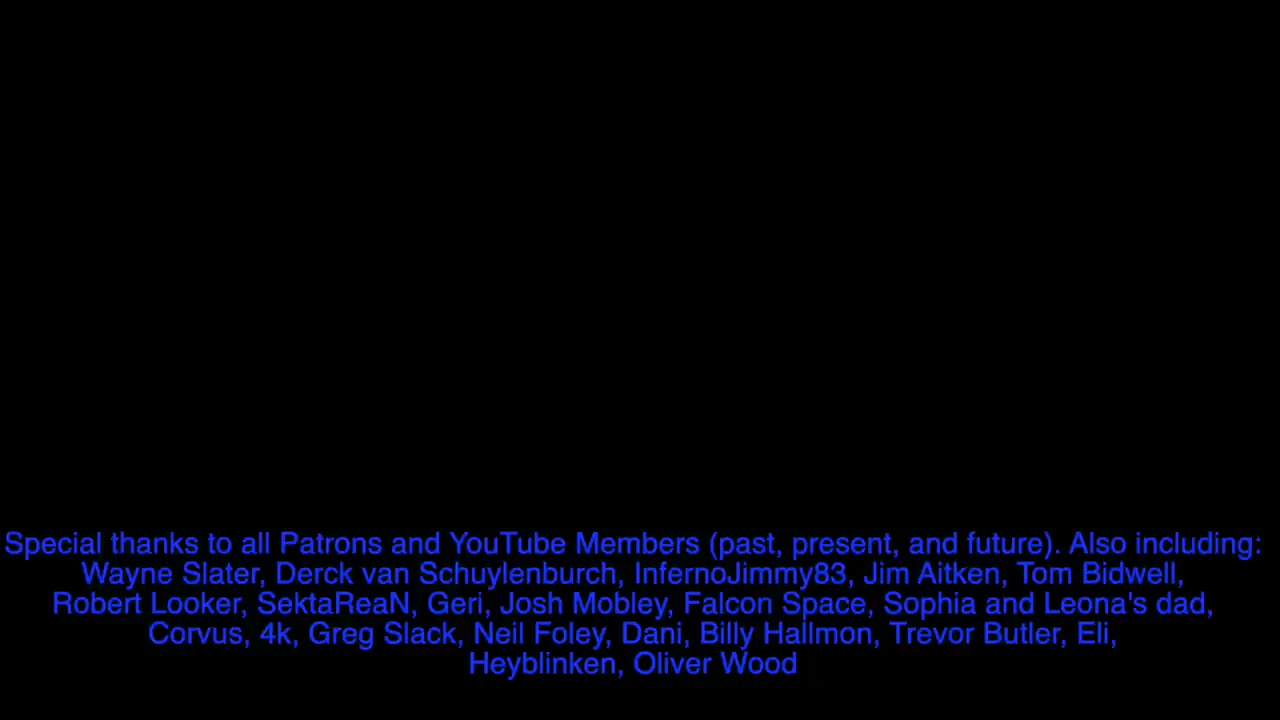 Special thanks to all Patrons and YouTube Members (past, present, and future). Also including:
Wayne Slater, Derck van Schuylenburch, InfernoJimmy83, Jim Aitken, Tom Bidwell,
Robert Looker, SektaReaN, Geri, Josh Mobley, Falcon Space, Sophia and Leona's dad,
Corvus, 4k, Greg Slack, Neil Foley, Dani, Billy Hallmon, Trevor Butler, Eli,
Heyblinken, Oliver Wood